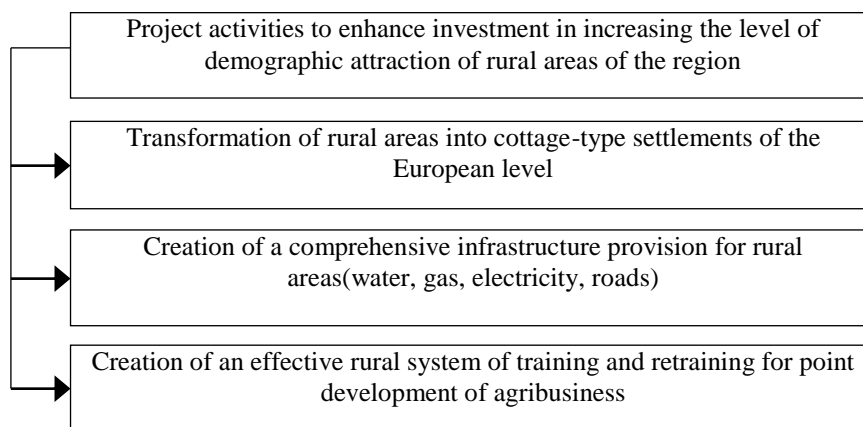 Project activities to enhance investment in increasing the level of
demographic attraction of rural areas of the region
Transformation of rural areas into cottage-type settlements of the
European level
Creation of a comprehensive infrastructure provision for rural
areas(water, gas, electricity, roads)
Creation of an effective rural system of training and retraining for point
development of agribusiness